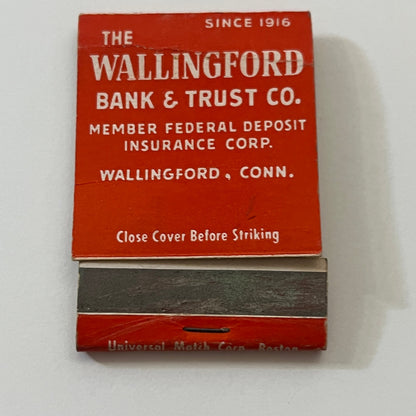 SINCE 1916
THE
WALLINGFORD
BANK & TRUST CO.
MEMBER FEDERAL DEPOSIT
INSURANCE CORP.
WALLINGFORD, CONN.
Close Cover Before Striking
Universal Match Corp., Boston